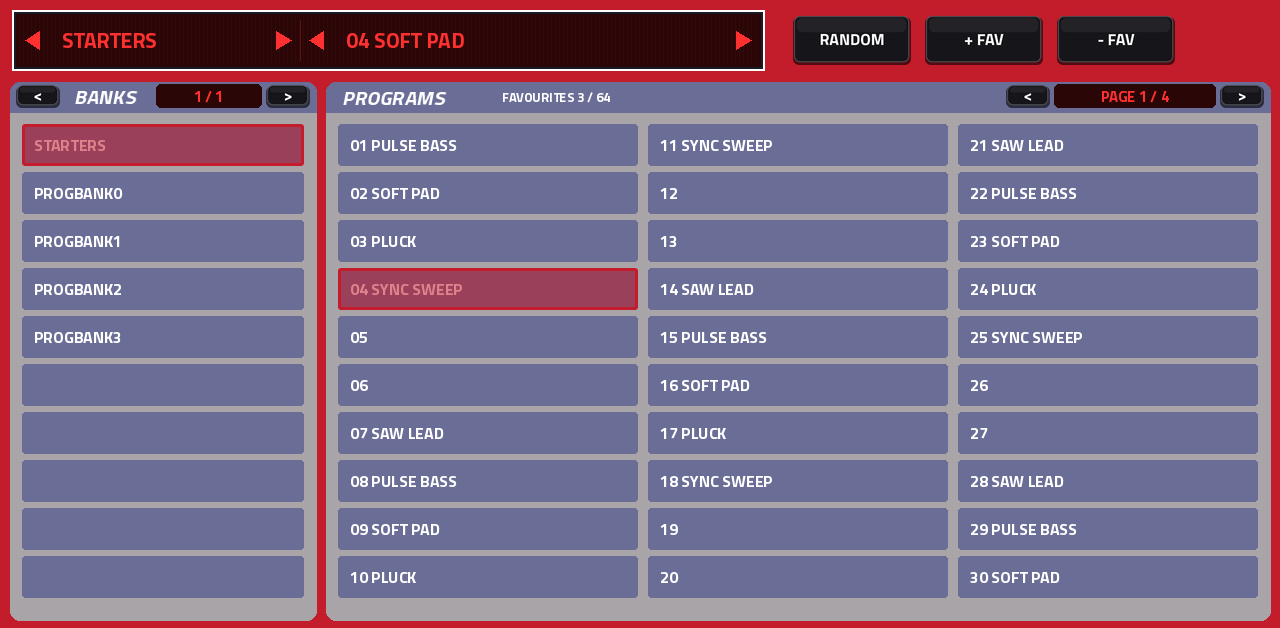 STARTERS
04 SOFT PAD
RANDOM
+ FAV
- FAV
<
BANKS
1 / 1
>
PROGRAMS
FAVOURITES 3 / 64
<
PAGE 1 / 4
>
STARTERS
PROGBANK0
PROGBANK1
PROGBANK2
PROGBANK3
01 PULSE BASS
02 SOFT PAD
03 PLUCK
04 SYNC SWEEP
05
06
07 SAW LEAD
08 PULSE BASS
09 SOFT PAD
10 PLUCK
11 SYNC SWEEP
12
13
14 SAW LEAD
15 PULSE BASS
16 SOFT PAD
17 PLUCK
18 SYNC SWEEP
19
20
21 SAW LEAD
22 PULSE BASS
23 SOFT PAD
24 PLUCK
25 SYNC SWEEP
26
27
28 SAW LEAD
29 PULSE BASS
30 SOFT PAD